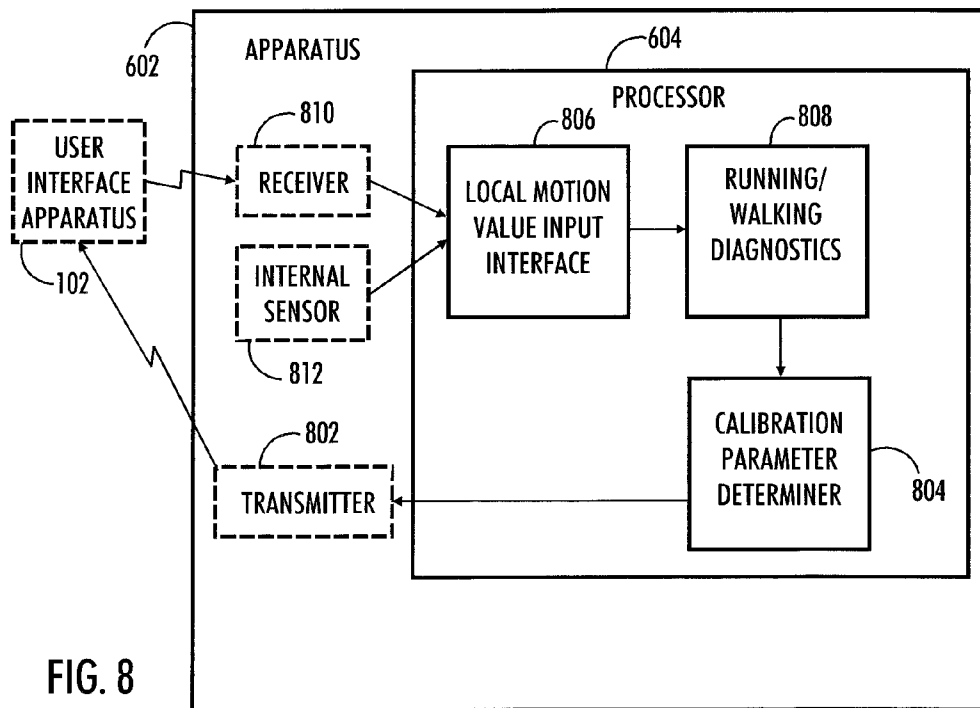 602
APPARATUS
604
PROCESSOR
USER
INTERFACE
APPARATUS
102
810
RECEIVER
INTERNAL
SENSOR
812
802
TRANSMITTER
806
LOCAL MOTION
VALUE INPUT
INTERFACE
808
RUNNING/
WALKING
DIAGNOSTICS
CALIBRATION
PARAMETER
DETERMINER
804
FIG. 8